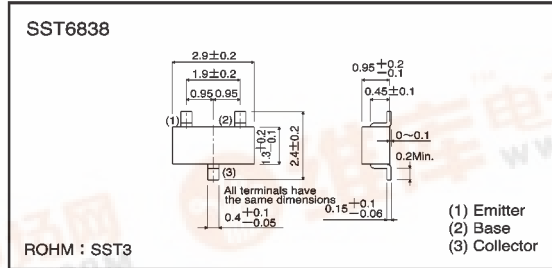 SST6838
2.9±0.2
1.9±0.2
0.95 0.95
(1) (2)
1.3+0.2-0.1
2.4±0.2
(3)
All terminals have
the same dimensions
0.4+0.1-0.05
0.95+0.2-0.1
0.45±0.1
0~0.1
0.2Min.
0.15+0.1-0.06
(1) Emitter
(2) Base
(3) Collector
ROHM : SST3